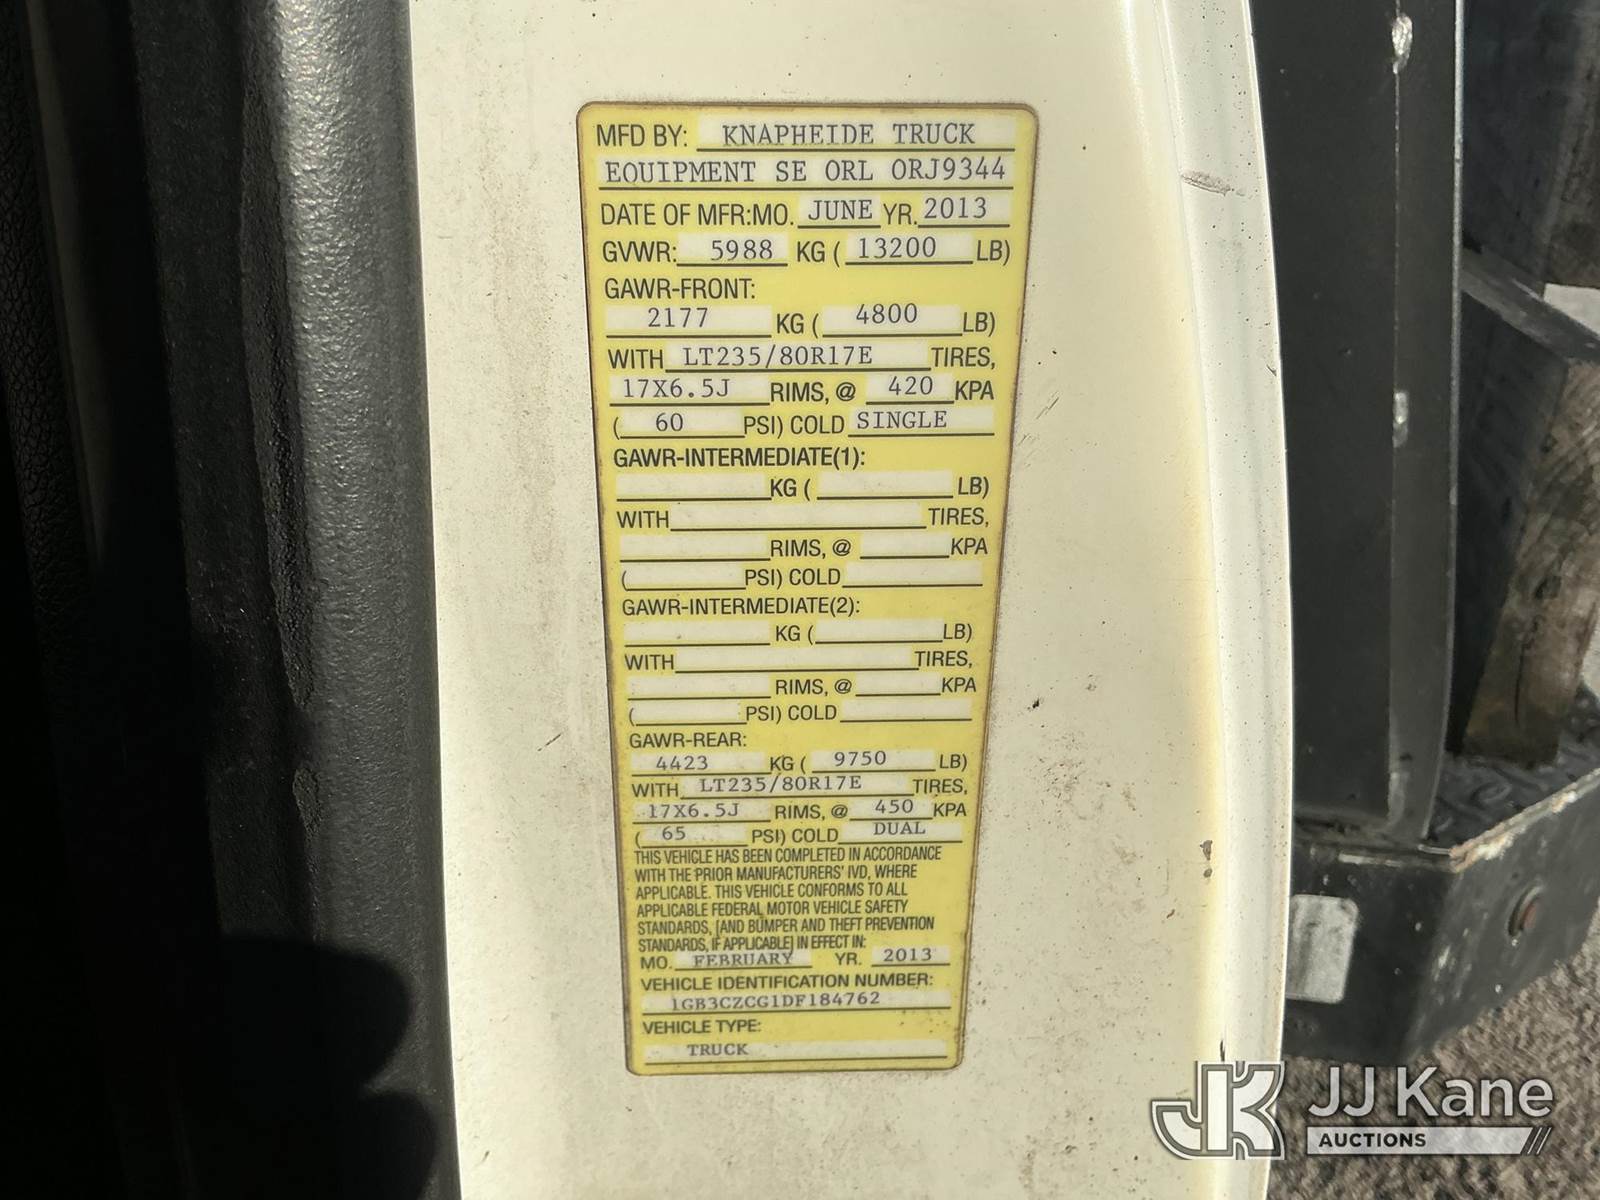 MFD BY: KNAPHEIDE TRUCK
EQUIPMENT SE ORL ORJ9344
DATE OF MFR:MO. JUNE YR. 2013
GVWR: 5988 KG ( 13200 LB)
GAWR-FRONT:
2177 KG ( 4800 LB)
WITH LT235/80R17E TIRES,
17X6.5J RIMS, @ 420 KPA
( 60 PSI) COLD SINGLE
GAWR-INTERMEDIATE(1):
KG ( LB)
WITH TIRES,
RIMS, @ KPA
( PSI) COLD
GAWR-INTERMEDIATE(2):
KG ( LB)
WITH TIRES,
RIMS, @ KPA
( PSI) COLD
GAWR-REAR:
4423 KG ( 9750 LB)
WITH LT235/80R17E TIRES,
17X6.5J RIMS, @ 450 KPA
( 65 PSI) COLD DUAL
THIS VEHICLE HAS BEEN COMPLETED IN ACCORDANCE
WITH THE PRIOR MANUFACTURERS' IVD, WHERE
APPLICABLE. THIS VEHICLE CONFORMS TO ALL
APPLICABLE FEDERAL MOTOR VEHICLE SAFETY
STANDARDS, [AND BUMPER AND THEFT PREVENTION
STANDARDS, IF APPLICABLE] IN EFFECT IN:
MO. FEBRUARY YR. 2013
VEHICLE IDENTIFICATION NUMBER:
1GB3CZCG1DF184762
VEHICLE TYPE:
TRUCK
JK JJ Kane
AUCTIONS